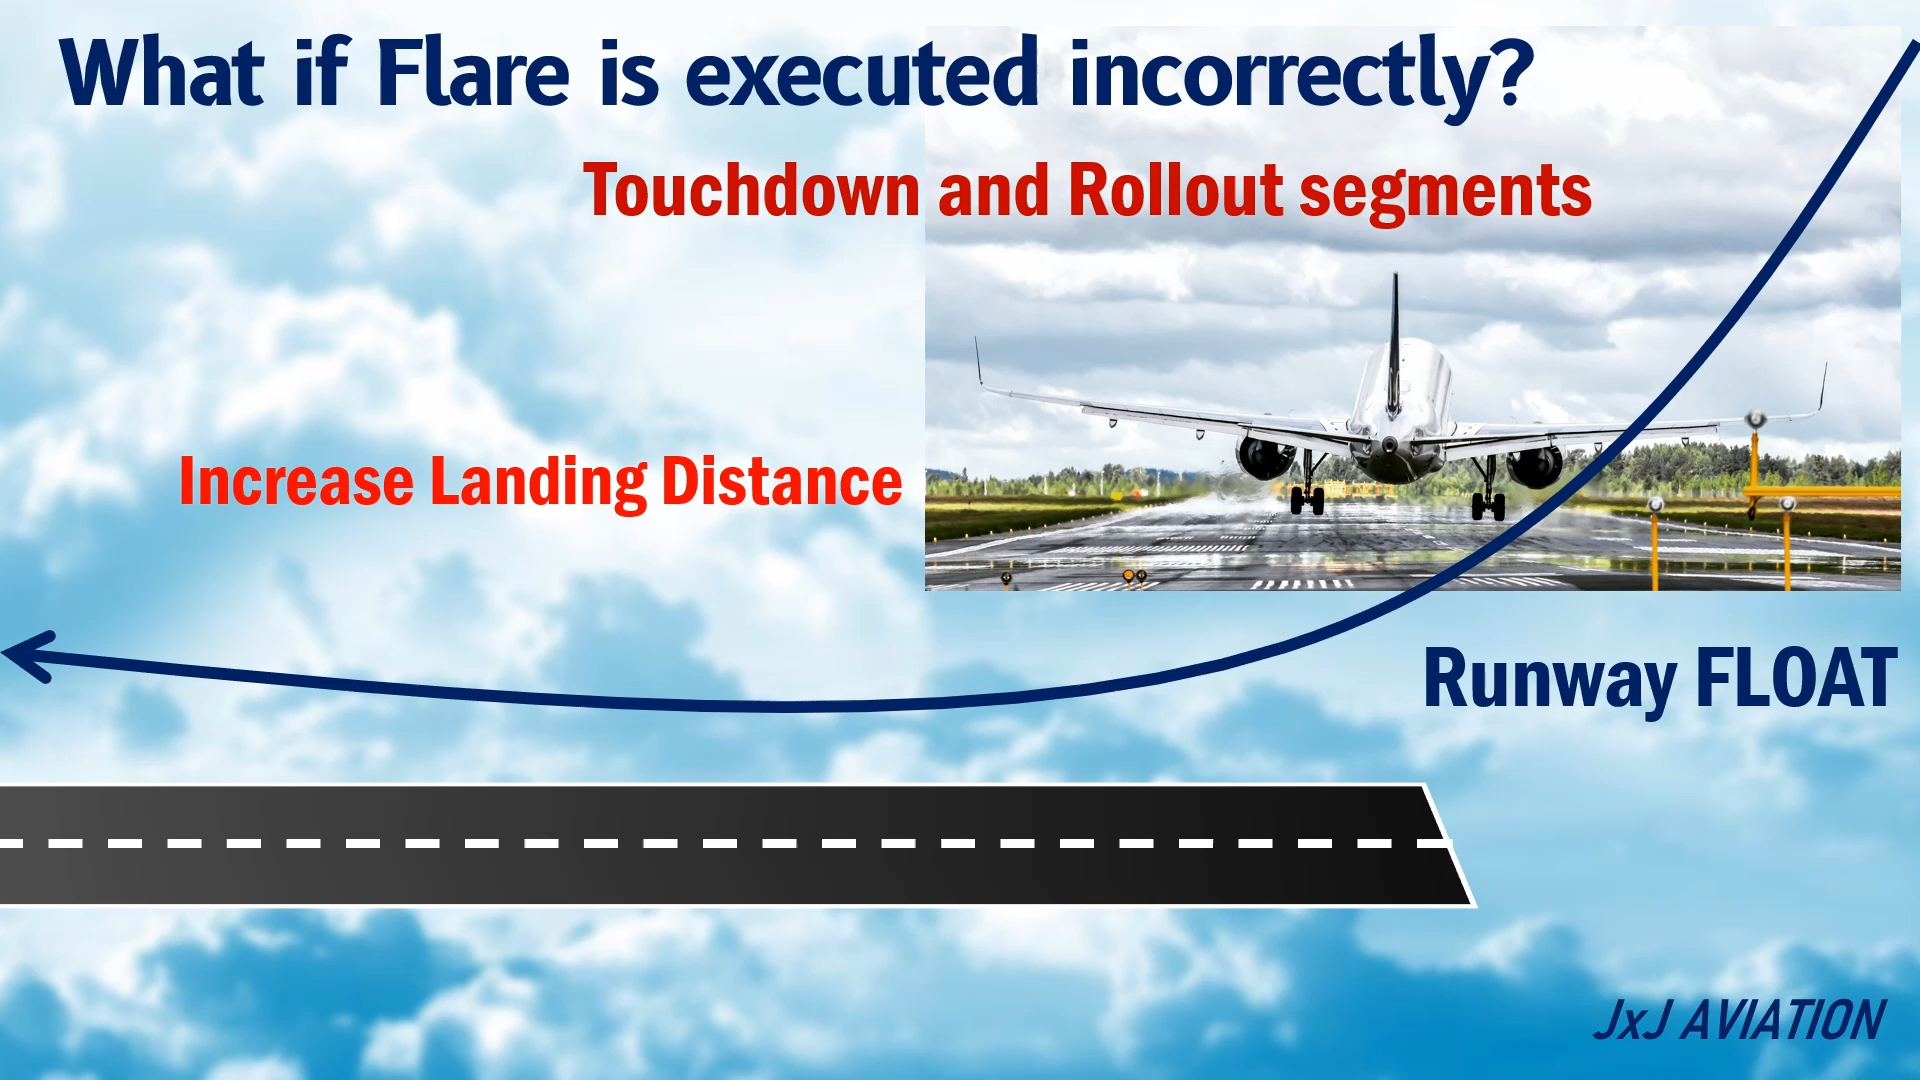 What if Flare is executed incorrectly?
Touchdown and Rollout segments
Increase Landing Distance
Runway FLOAT
JxJ AVIATION